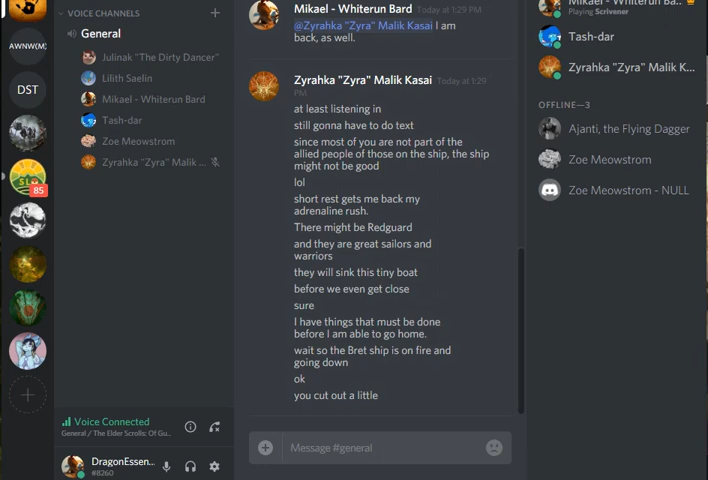 VOICE CHANNELS
General
Julinak "The Dirty Dancer"
Lilith Saelin
Mikael - Whiterun Bard
Tash-dar
Zoe Meowstrom
Zyrahka "Zyra" Malik ...
AWNW(M)
DST
SLP
85
Voice Connected
General / The Elder Scrolls: Of Gu...
DragonEssen...
#8260
Mikael - Whiterun Bard Today at 1:29 PM
@Zyrahka "Zyra" Malik Kasai I am
back, as well.
Zyrahka "Zyra" Malik Kasai Today at 1:29
PM
at least listening in
still gonna have to do text
since most of you are not part of the
allied people of those on the ship, the ship
might not be good
lol
short rest gets me back my
adrenaline rush.
There might be Redguard
and they are great sailors and
warriors
they will sink this tiny boat
before we even get close
sure
I have things that must be done
before I am able to go home.
wait so the Bret ship is on fire and
going down
ok
you cut out a little
Message #general
Mikael - Whiterun Ba..
Playing Scrivener
Tash-dar
Zyrahka "Zyra" Malik K...
OFFLINE—3
Ajanti, the Flying Dagger
Zoe Meowstrom
Zoe Meowstrom - NULL